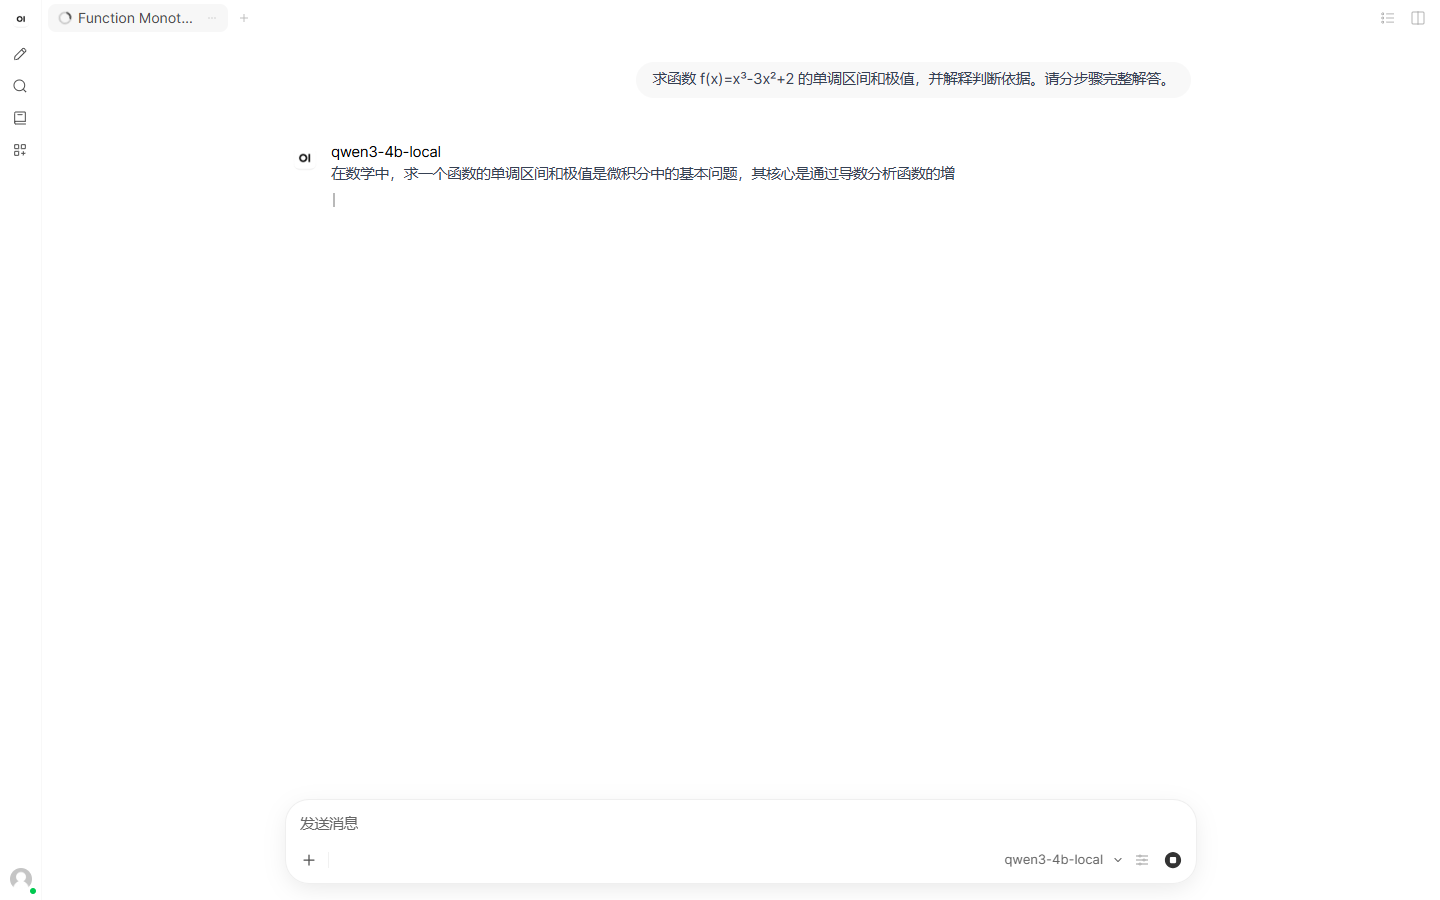 OI
Function Monot...
求函数 f(x)=x³-3x²+2 的单调区间和极值，并解释判断依据。请分步骤完整解答。
OI
qwen3-4b-local
在数学中，求一个函数的单调区间和极值是微积分中的基本问题，其核心是通过导数分析函数的增
发送消息
qwen3-4b-local